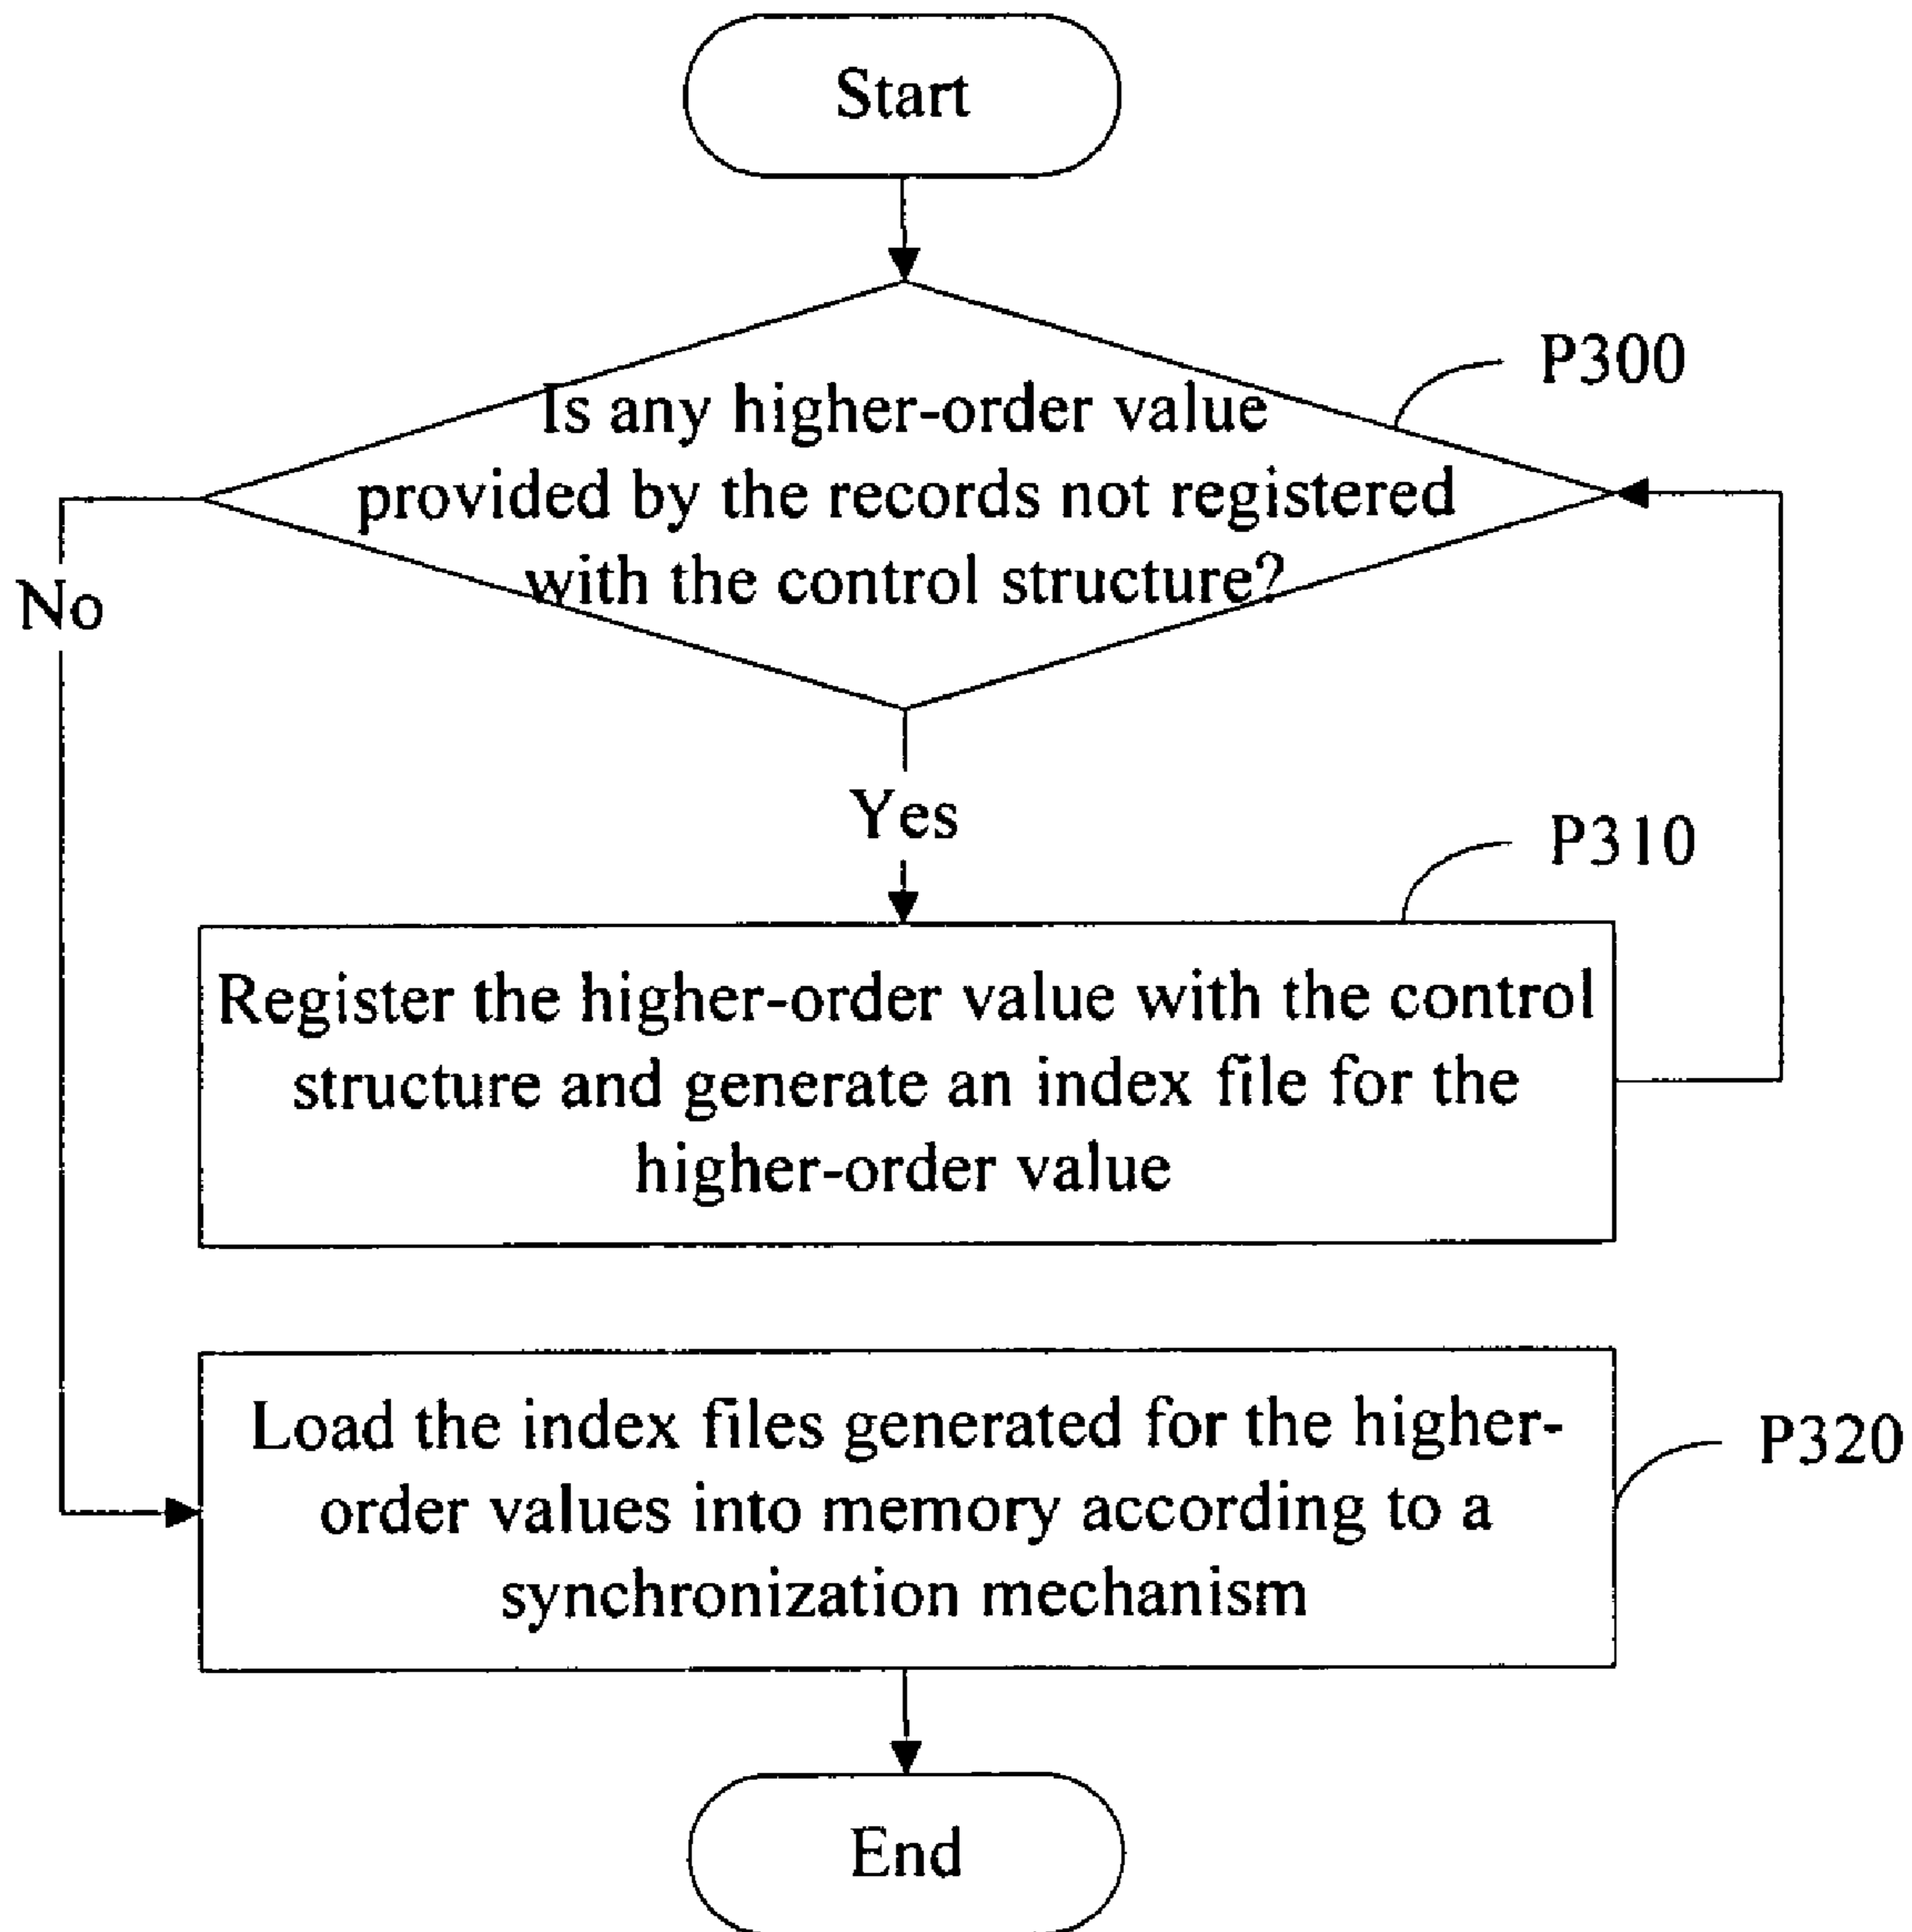 Start
P300
Is any higher-order value
provided by the records not registered
with the control structure?
No
Yes
P310
Register the higher-order value with the control
structure and generate an index file for the
higher-order value
Load the index files generated for the higher-
order values into memory according to a
synchronization mechanism
P320
End